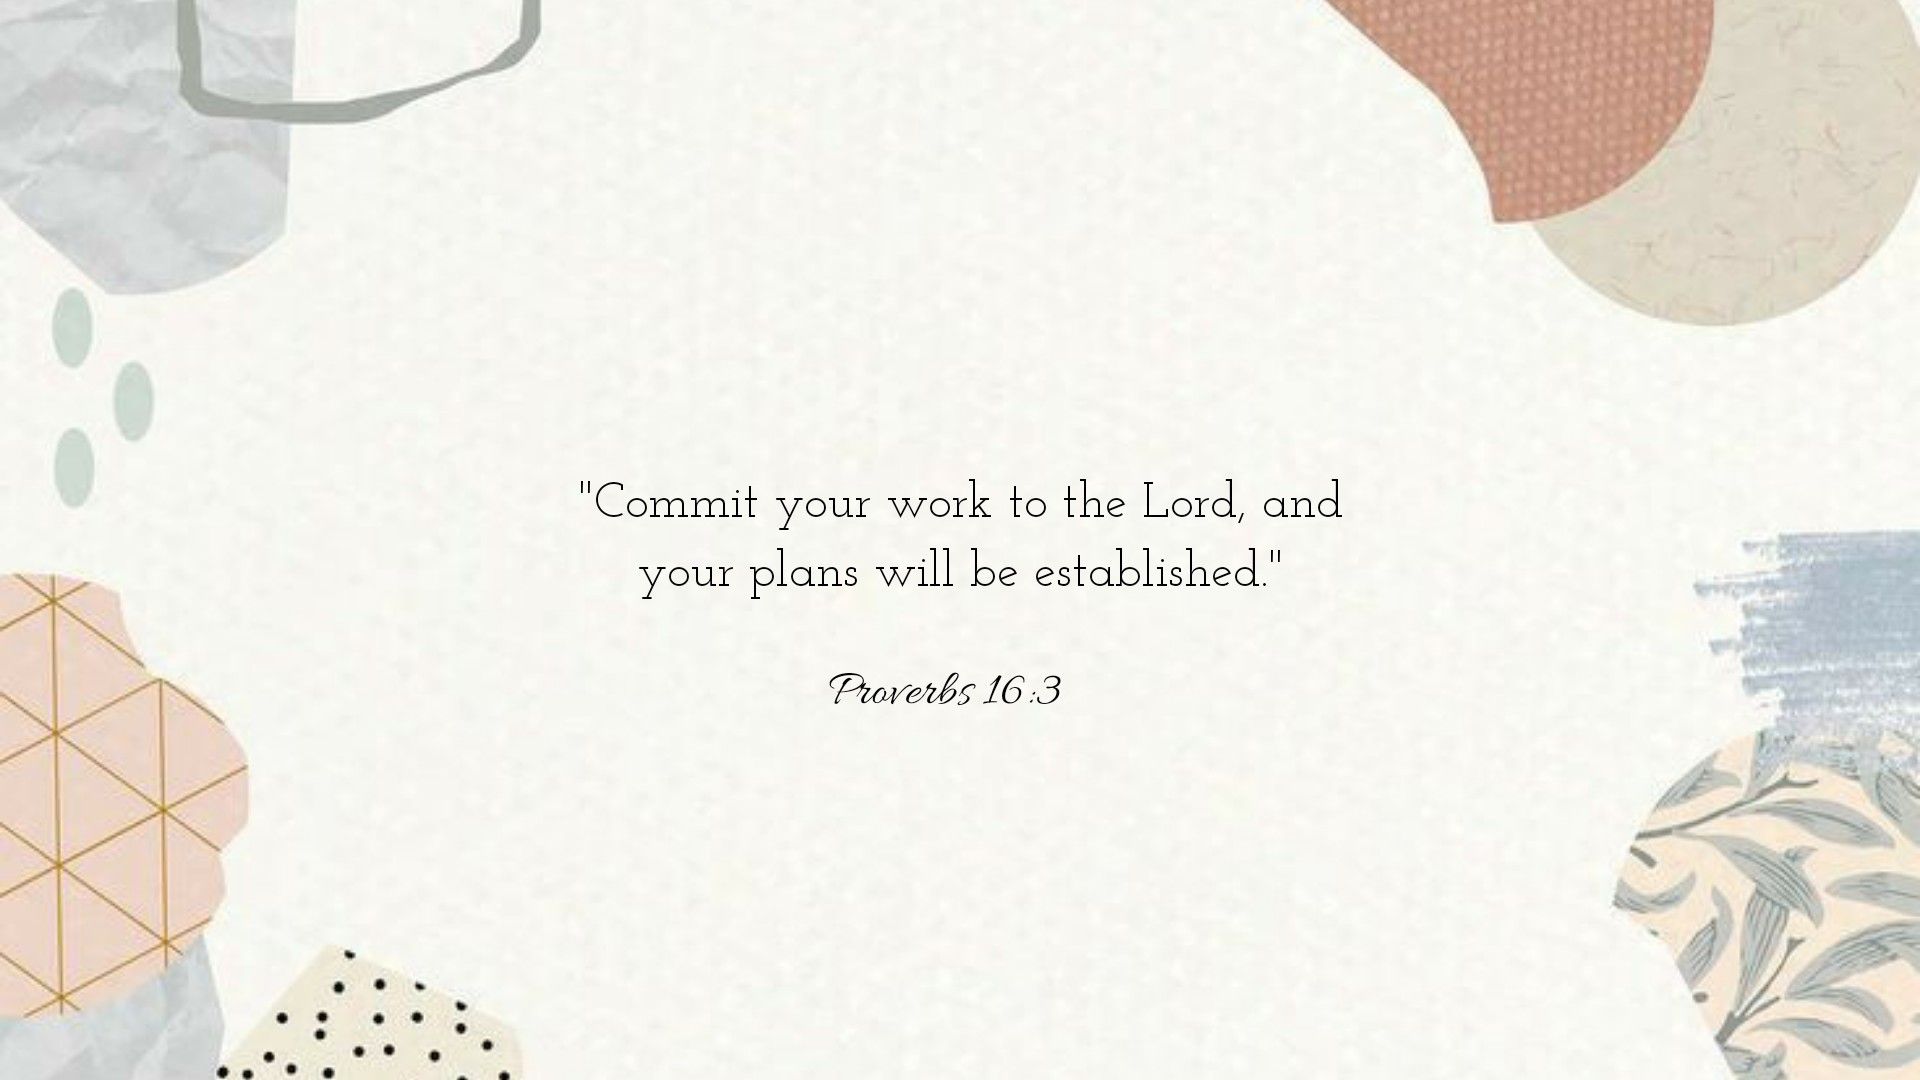 "Commit your work to the Lord, and
your plans will be established."
Proverbs 16:3